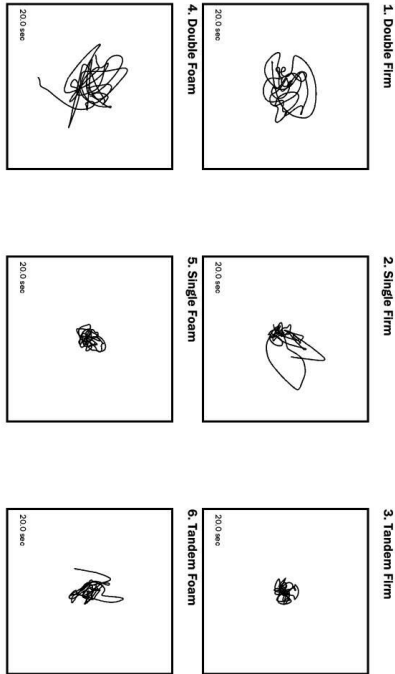 1. Double Firm
20.0 sec
2. Single Firm
20.0 sec
3. Tandem Firm
20.0 sec
4. Double Foam
20.0 sec
5. Single Foam
20.0 sec
6. Tandem Foam
20.0 sec